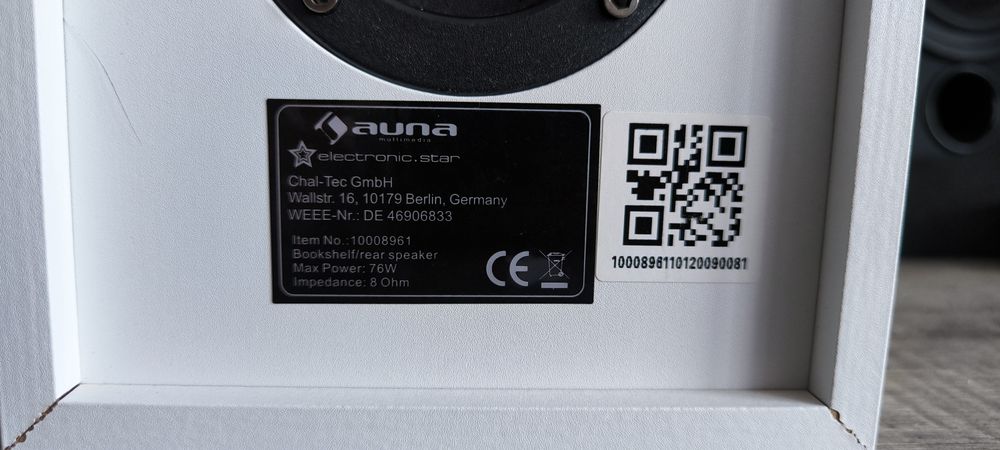 auna
multimedia
electronic.star
Chal-Tec GmbH
Wallstr. 16, 10179 Berlin, Germany
WEEE-Nr.: DE 46906833
Item No.:10008961
Bookshelf/rear speaker
Max Power: 76W
Impedance: 8 Ohm
CE
1000896110120090081